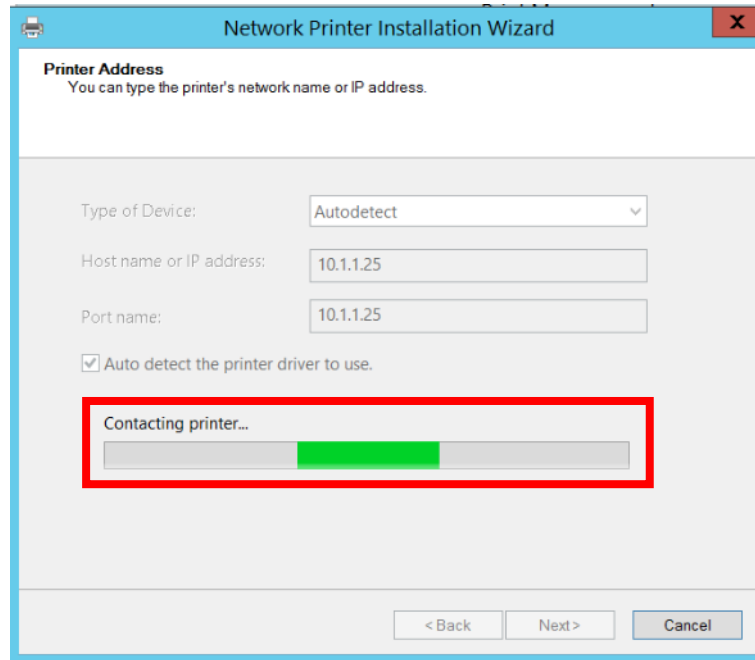 Network Printer Installation Wizard
X
Printer Address
You can type the printer's network name or IP address.
Type of Device:
Autodetect
Host name or IP address:
10.1.1.25
Port name:
10.1.1.25
Auto detect the printer driver to use.
Contacting printer...
< Back
Next>
Cancel